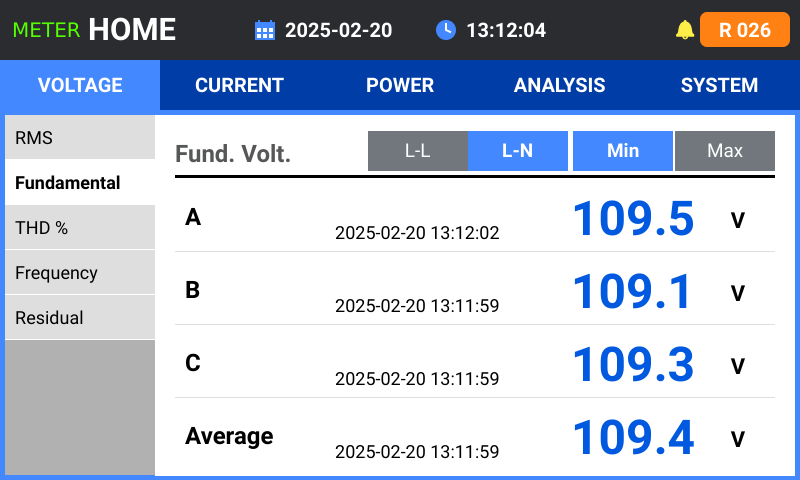 METER HOME 2025-02-20 13:12:04 R 026
VOLTAGE CURRENT POWER ANALYSIS SYSTEM
RMS
Fundamental
THD %
Frequency
Residual
Fund. Volt. L-L L-N Min Max
A 2025-02-20 13:12:02 109.5 V
B 2025-02-20 13:11:59 109.1 V
C 2025-02-20 13:11:59 109.3 V
Average 2025-02-20 13:11:59 109.4 V